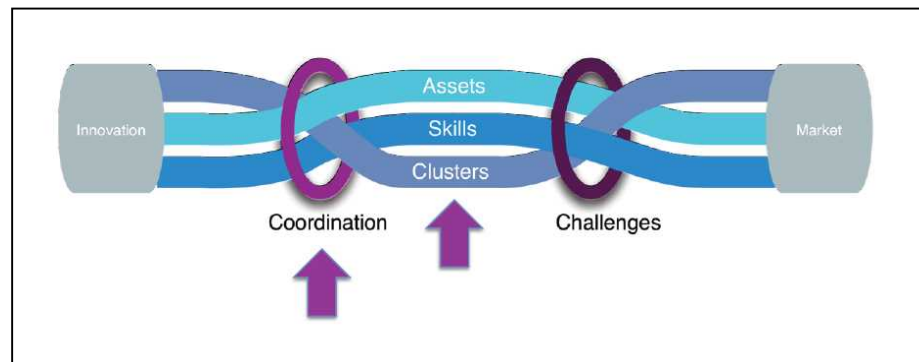 Innovation
Assets
Skills
Clusters
Market
Coordination
Challenges